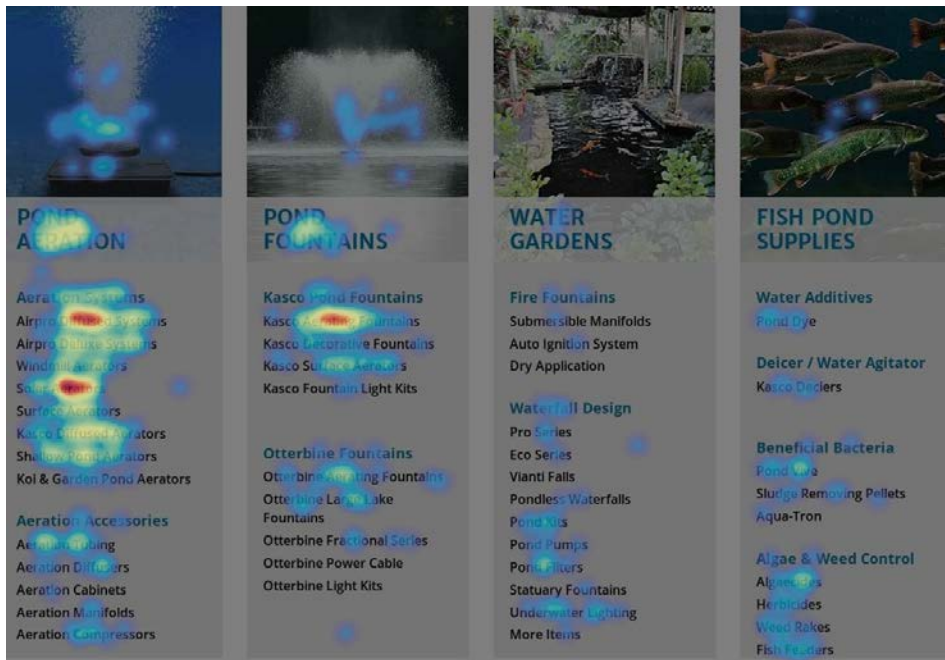 POND
AERATION
Aeration Systems
Airpro Diffused Systems
Airpro Deluxe Systems
Windmill Aerators
Solar Aerators
Surface Aerators
Kasco Diffused Aerators
Shallow Pond Aerators
Koi & Garden Pond Aerators
Aeration Accessories
Aeration Tubing
Aeration Diffusers
Aeration Cabinets
Aeration Manifolds
Aeration Compressors
POND
FOUNTAINS
Kasco Pond Fountains
Kasco Aerating Fountains
Kasco Decorative Fountains
Kasco Surface Aerators
Kasco Fountain Light Kits
Otterbine Fountains
Otterbine Aerating Fountains
Otterbine Large Lake
Fountains
Otterbine Fractional Series
Otterbine Power Cable
Otterbine Light Kits
WATER
GARDENS
Fire Fountains
Submersible Manifolds
Auto Ignition System
Dry Application
Waterfall Design
Pro Series
Eco Series
Vianti Falls
Pondless Waterfalls
Pond Kits
Pond Pumps
Pond Filters
Statuary Fountains
Underwater Lighting
More Items
FISH POND
SUPPLIES
Water Additives
Pond Dye
Deicer / Water Agitator
Kasco Deciers
Beneficial Bacteria
Pond Vive
Sludge Removing Pellets
Aqua-Tron
Algae & Weed Control
Algaecides
Herbicides
Weed Rakes
Fish Feeders